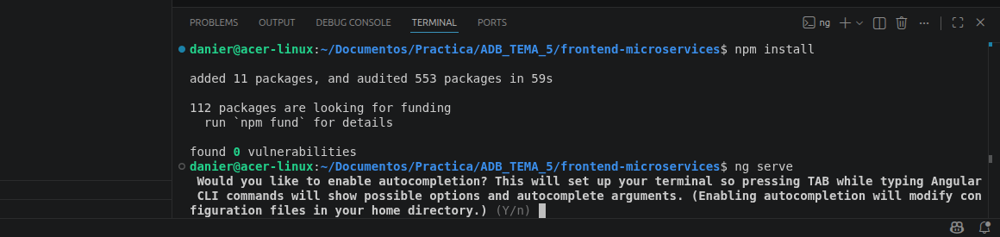 PROBLEMS OUTPUT DEBUG CONSOLE TERMINAL PORTS ng
danier@acer-linux:~/Documentos/Practica/ADB_TEMA_5/frontend-microservices$ npm install
added 11 packages, and audited 553 packages in 59s
112 packages are looking for funding
run `npm fund` for details
found 0 vulnerabilities
danier@acer-linux:~/Documentos/Practica/ADB_TEMA_5/frontend-microservices$ ng serve
Would you like to enable autocompletion? This will set up your terminal so pressing TAB while typing Angular
CLI commands will show possible options and autocomplete arguments. (Enabling autocompletion will modify con
figuration files in your home directory.) (Y/n)